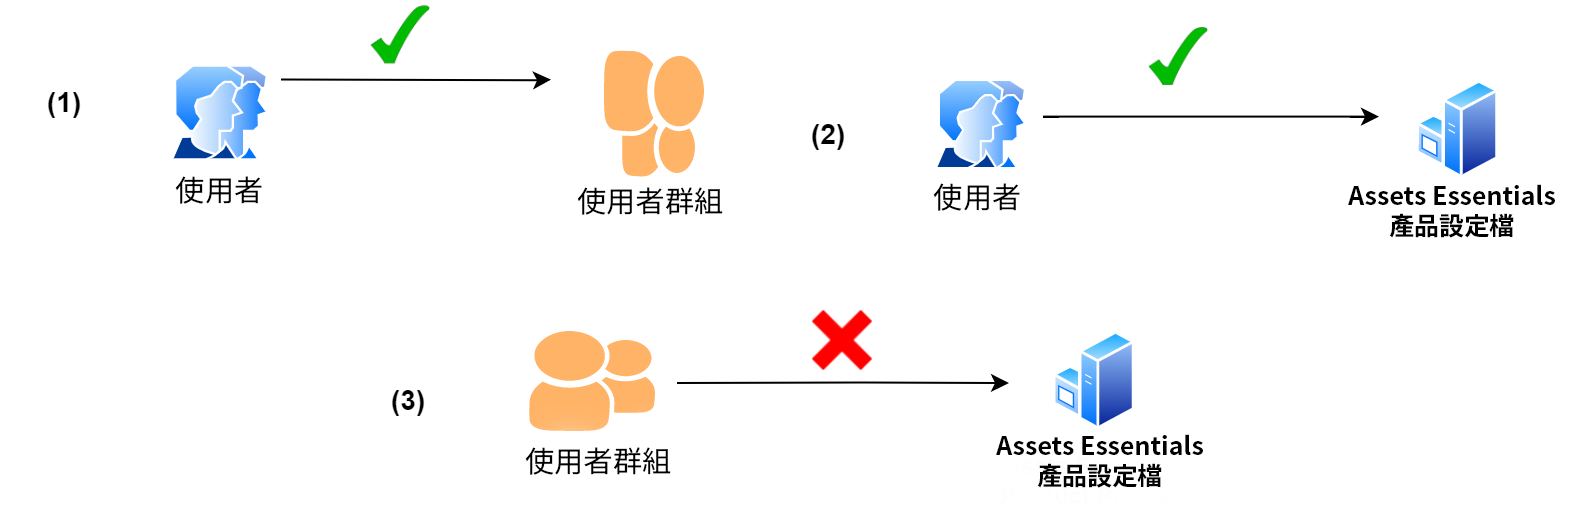 (1)
使用者
使用者群組
(2)
使用者
Assets Essentials
產品設定檔
(3)
使用者群組
Assets Essentials
產品設定檔